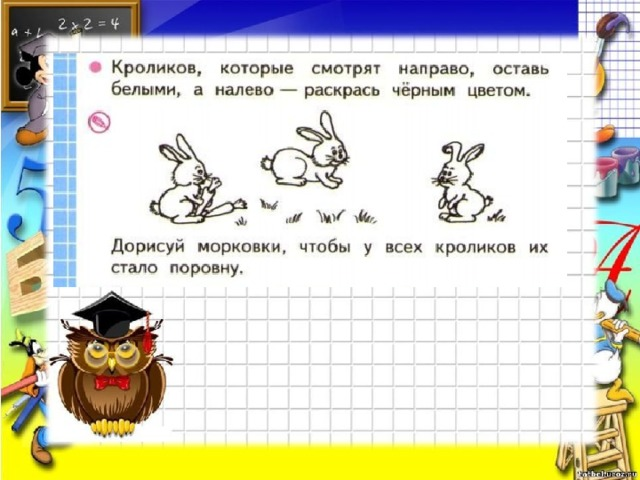 2 × 2 = 4
Кроликов, которые смотрят направо, оставь
белыми, а налево — раскрась чёрным цветом.
Дорисуй морковки, чтобы у всех кроликов их
стало поровну.